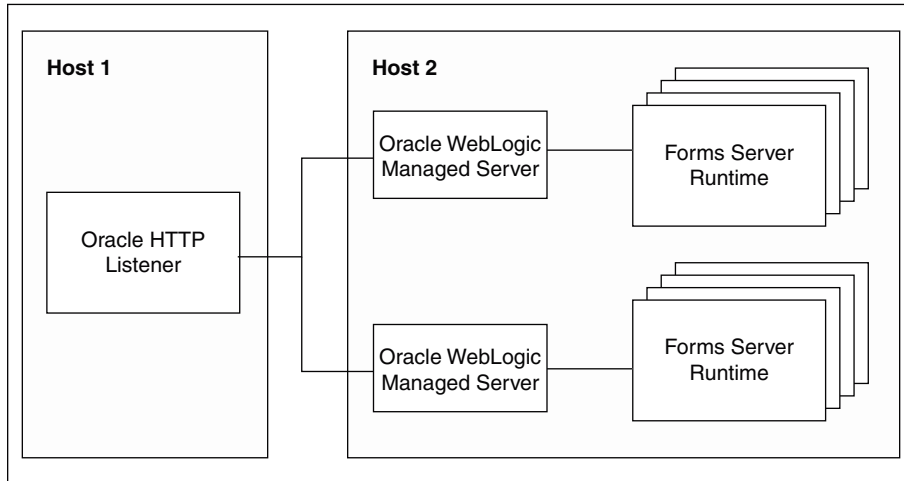 Host 1
Oracle HTTP
Listener
Host 2
Oracle WebLogic
Managed Server
Forms Server
Runtime
Oracle WebLogic
Managed Server
Forms Server
Runtime